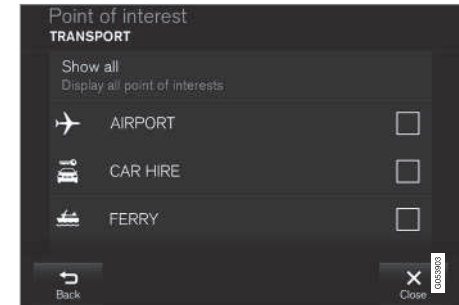 Point of interest
TRANSPORT
Show all
Display all point of interests
AIRPORT
CAR HIRE
FERRY
Back
Close
G053903